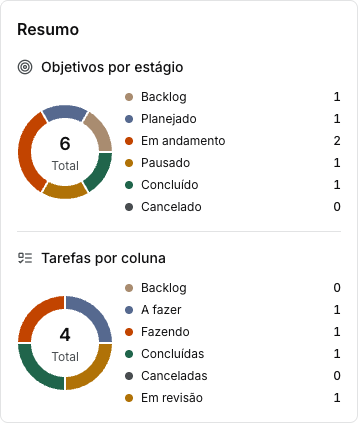 Resumo
Objetivos por estágio
6
Total
Backlog 1
Planejado 1
Em andamento 2
Pausado 1
Concluído 1
Cancelado 0
Tarefas por coluna
4
Total
Backlog 0
A fazer 1
Fazendo 1
Concluídas 1
Canceladas 0
Em revisão 1